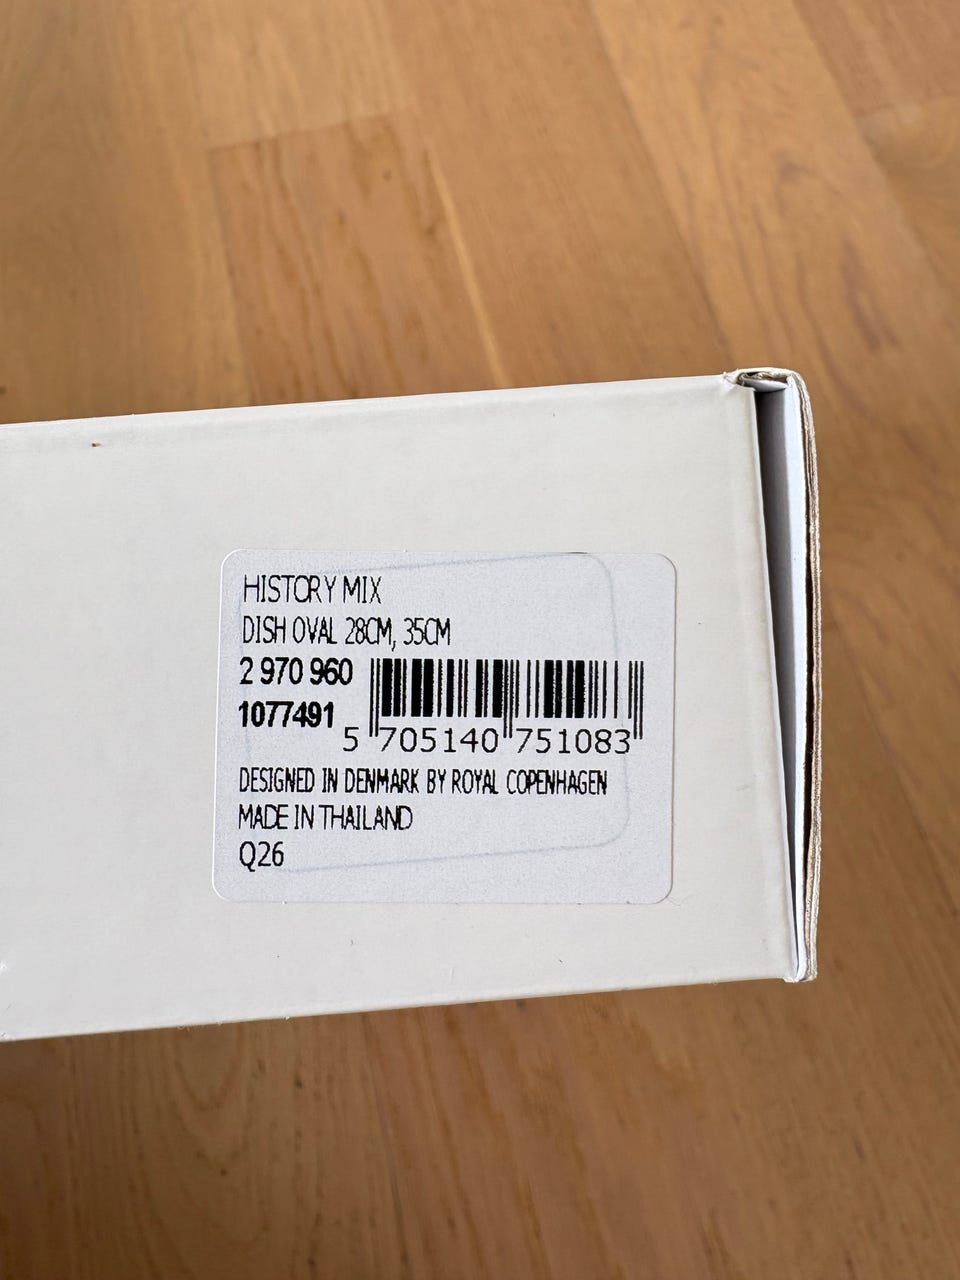 HISTORY MIX
DISH OVAL 28CM, 35CM
2 970 960
1077491
5 705140 751083
DESIGNED IN DENMARK BY ROYAL COPENHAGEN
MADE IN THAILAND
Q26